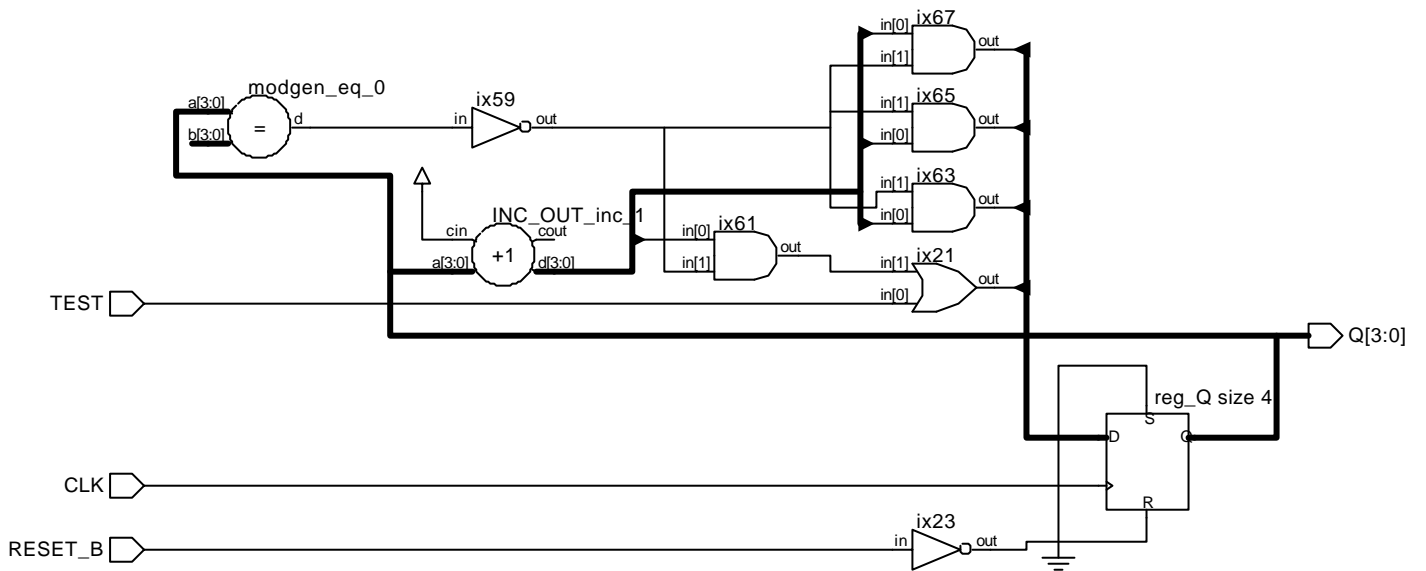 ix67
in[0]
out
in[1]
modgen_eq_0
a[3:0]
ix59
ix65
in[1]
= d in out
b[3:0]
in[0]
ix63
in[1]
out
INC_OUT_inc_1
cin cout
ix61
in[0]
in[0]
out
+1
a[3:0] d[3:0]
in[1]
in[1]
ix21
out
TEST
in[0]
Q[3:0]
reg_Q size 4
S
D Q
CLK
R
ix23
RESET_B
in out
out